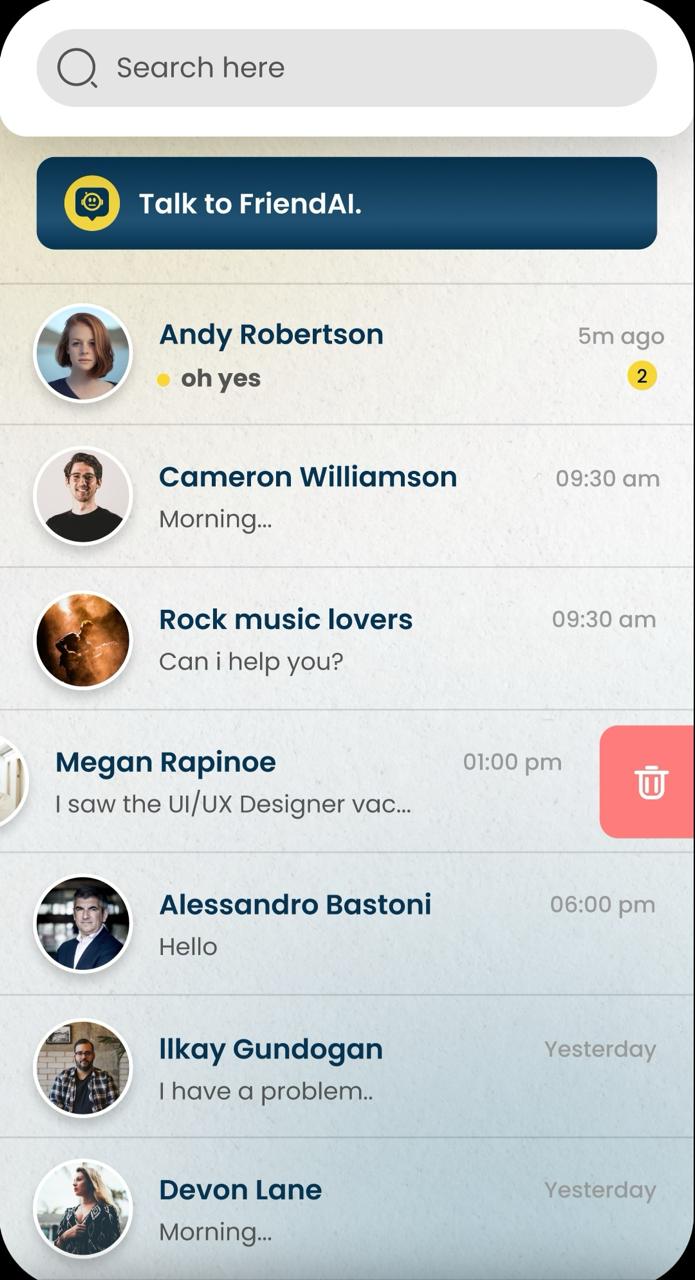 Search here
Talk to FriendAI.
Andy Robertson 5m ago
oh yes 2
Cameron Williamson 09:30 am
Morning...
Rock music lovers 09:30 am
Can i help you?
Megan Rapinoe 01:00 pm
I saw the UI/UX Designer vac...
Alessandro Bastoni 06:00 pm
Hello
llkay Gundogan Yesterday
I have a problem..
Devon Lane Yesterday
Morning...